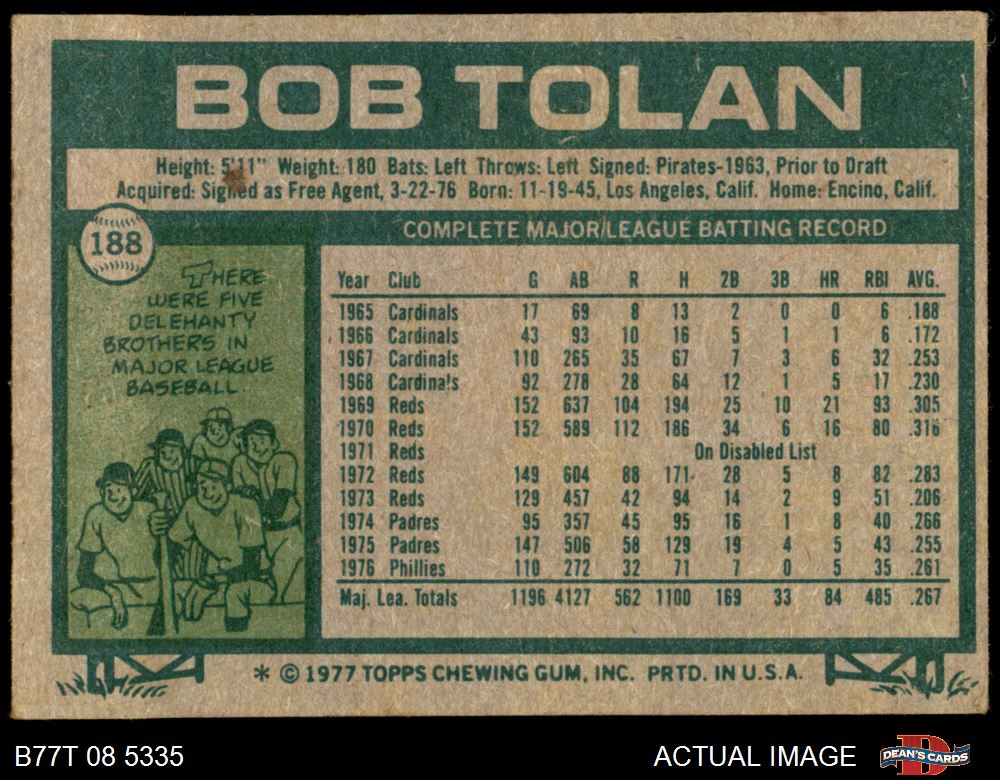 BOB TOLAN
Height: 5'11" Weight: 180 Bats: Left Throws: Left Signed: Pirates-1963, Prior to Draft
Acquired: Signed as Free Agent, 3-22-76 Born: 11-19-45, Los Angeles, Calif. Home: Encino, Calif.
188
THERE
WERE FIVE
DELEHANTY
BROTHERS IN
MAJOR LEAGUE
BASEBALL
COMPLETE MAJOR LEAGUE BATTING RECORD
Year Club G AB R H 2B 3B HR RBI AVG.
1965 Cardinals 17 69 8 13 2 0 0 6 .188
1966 Cardinals 43 93 10 16 5 1 1 6 .172
1967 Cardinals 110 265 35 67 7 3 6 32 .253
1968 Cardinals 92 278 28 64 12 1 5 17 .230
1969 Reds 152 637 104 194 25 10 21 93 .305
1970 Reds 152 589 112 186 34 6 16 80 .316
1971 Reds On Disabled List
1972 Reds 149 604 88 171 28 5 8 82 .283
1973 Reds 129 457 42 94 14 2 9 51 .206
1974 Padres 95 357 45 95 16 1 8 40 .266
1975 Padres 147 506 58 129 19 4 5 43 .255
1976 Phillies 110 272 32 71 7 0 5 35 .261
Maj. Lea. Totals 1196 4127 562 1100 169 33 84 485 .267
* © 1977 TOPPS CHEWING GUM, INC. PRTD. IN U.S.A.
B77T 08 5335
ACTUAL IMAGE
DEAN'S CARDS